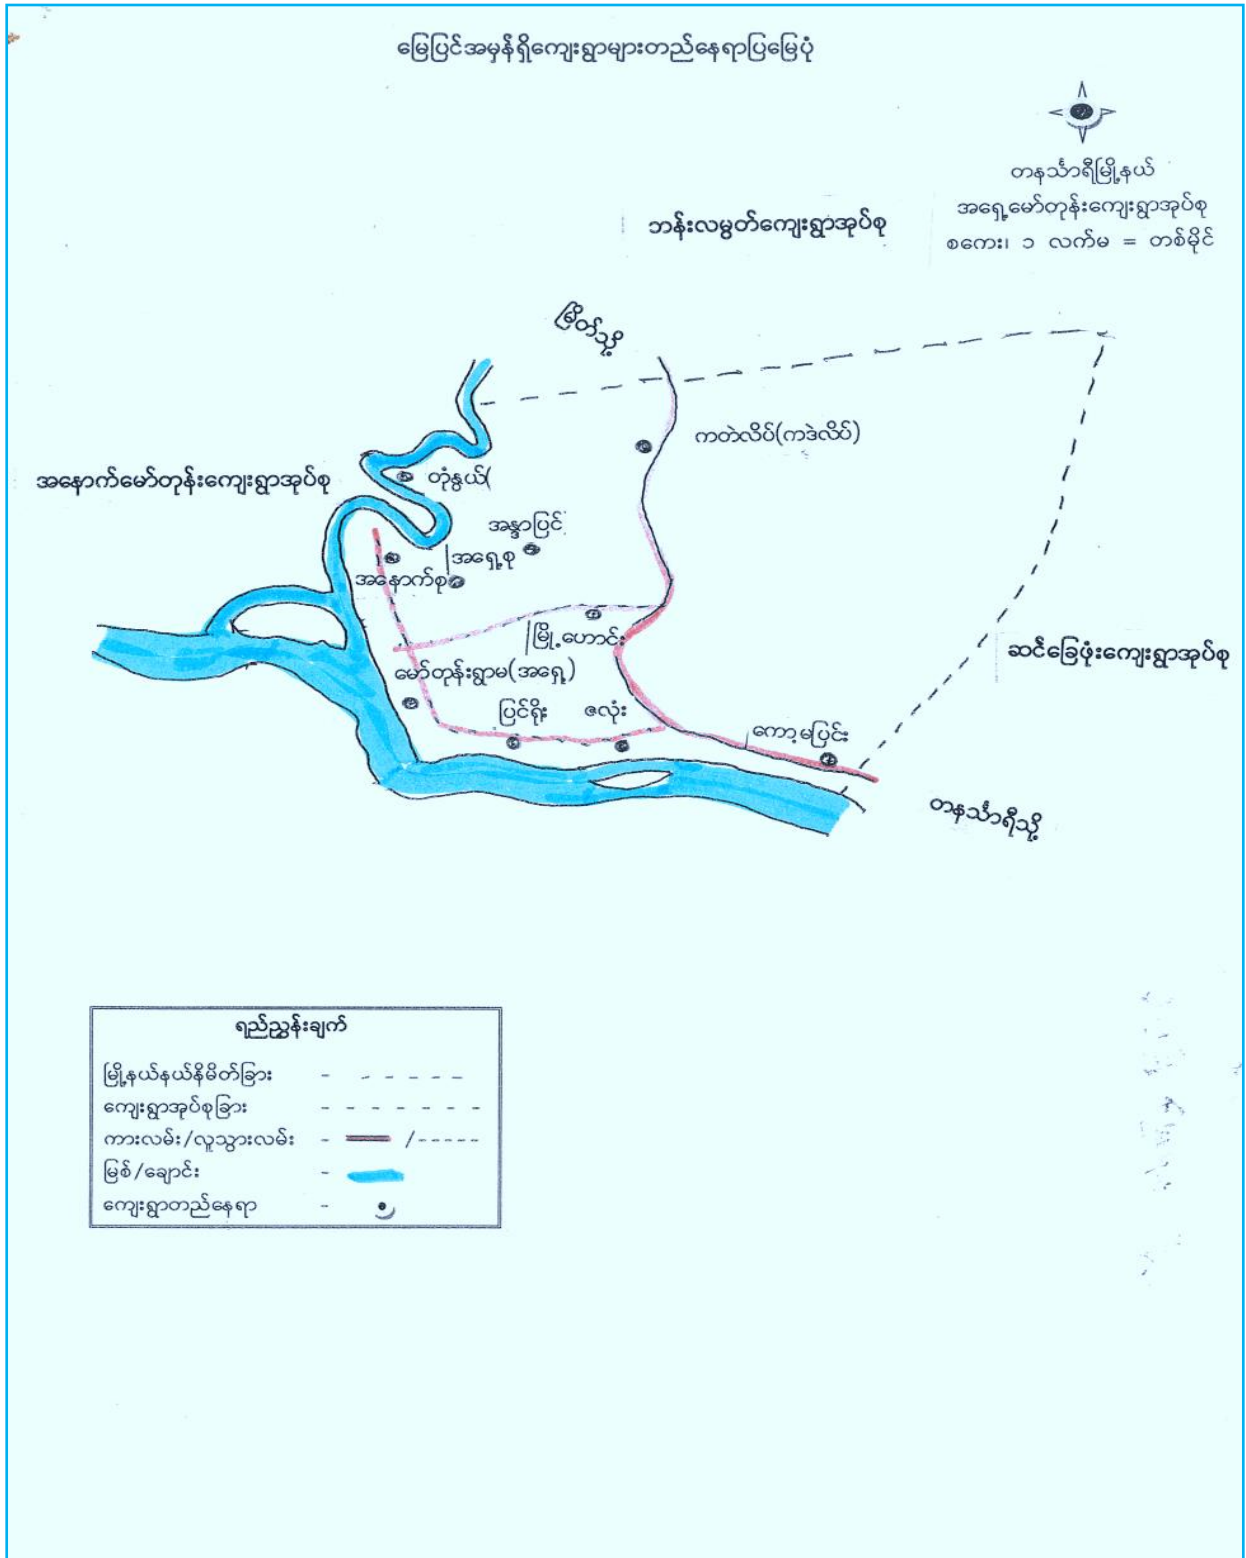 မြေပြင်အမှန်ရှိကျေးရွာများတည်နေရာပြမြေပုံ
တနင်္သာရီမြို့နယ်
အရှေ့မော်တုန်းကျေးရွာအုပ်စု
စကေး၊ ၁ လက်မ = တစ်မိုင်
ဘန်းလမွတ်ကျေးရွာအုပ်စု
မြိတ်သို့
ကတဲလိပ်(ကဒဲလိပ်)
အနောက်မော်တုန်းကျေးရွာအုပ်စု
တုံနွယ်(
အန္ဒာပြင်
အရှေ့စု
အနောက်စု
မြို့ဟောင်း
ဆင်ခြေဖုံးကျေးရွာအုပ်စု
မော်တုန်းရွာမ(အရှေ့)
ပြင်ရိုး
ဇလုံး
ကော့မပြင်း
တနင်္သာရီသို့
ရည်ညွှန်းချက်
မြို့နယ်နယ်နိမိတ်ခြား - - - - - -
ကျေးရွာအုပ်စုခြား - - - - - - -
ကားလမ်း/လူသွားလမ်း - /-----
မြစ်/ချောင်း -
ကျေးရွာတည်နေရာ -